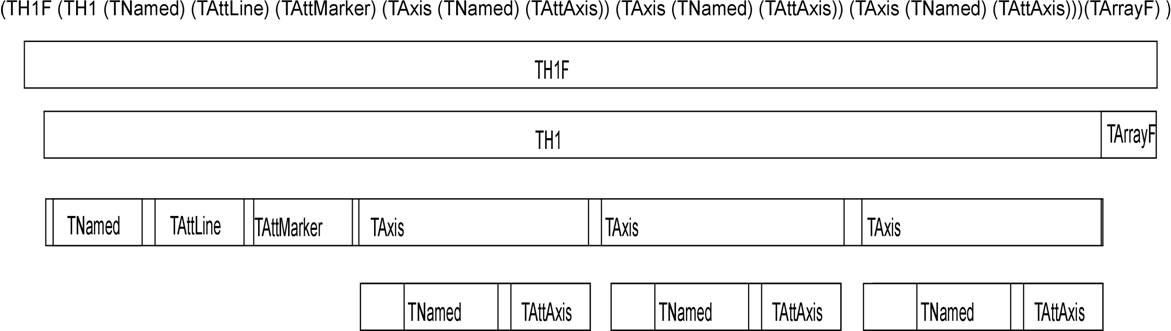 (TH1F (TH1 (TNamed) (TAttLine) (TAttMarker) (TAxis (TNamed) (TAttAxis)) (TAxis (TNamed) (TAttAxis)) (TAxis (TNamed) (TAttAxis)))(TArrayF) )
TH1F
TH1 TArrayF
TNamed TAttLine TAttMarker TAxis TAxis TAxis
TNamed TAttAxis TNamed TAttAxis TNamed TAttAxis